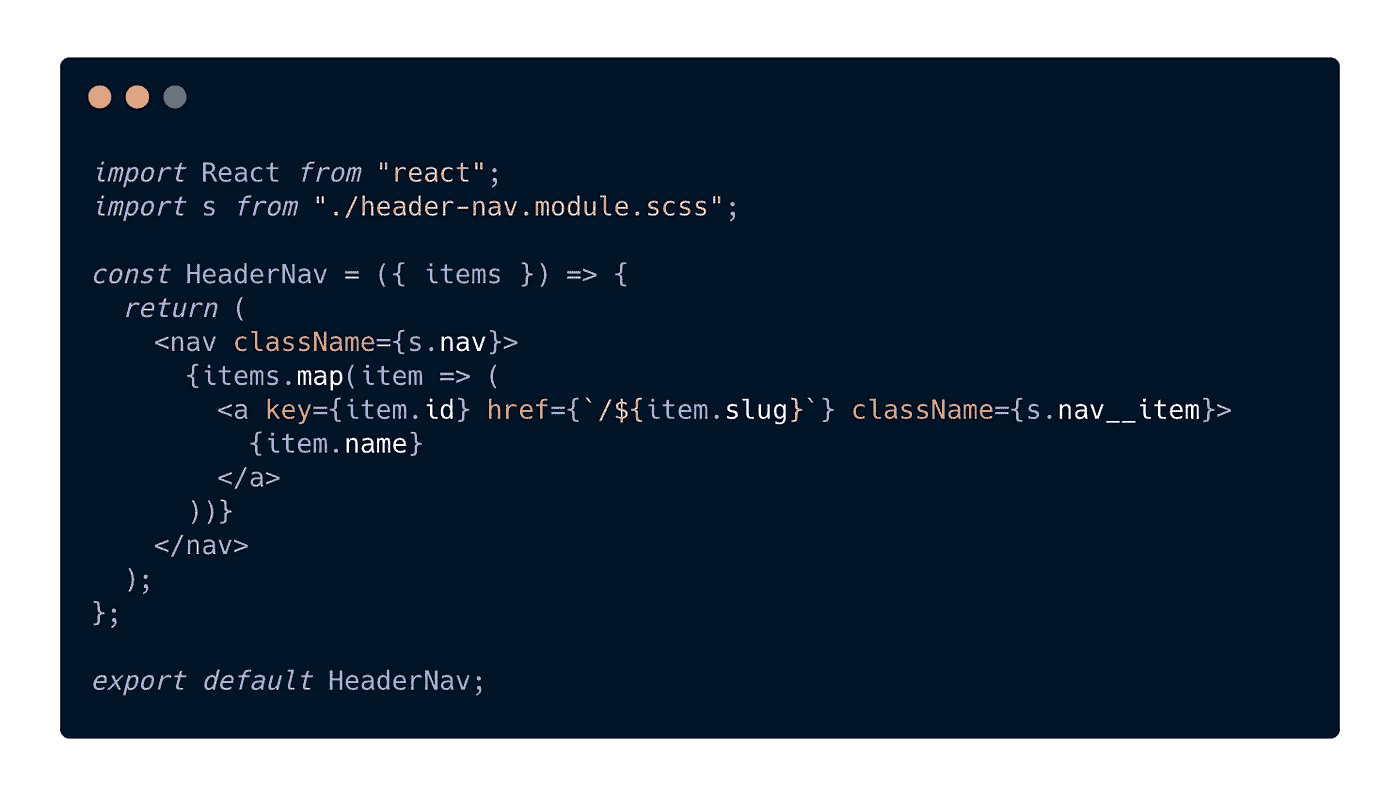 import React from "react";
import s from "./header-nav.module.scss";

const HeaderNav = ({ items }) => {
  return (
    <nav className={s.nav}>
      {items.map(item => (
        <a key={item.id} href={`/${item.slug}`} className={s.nav__item}>
          {item.name}
        </a>
      ))}
    </nav>
  );
};

export default HeaderNav;